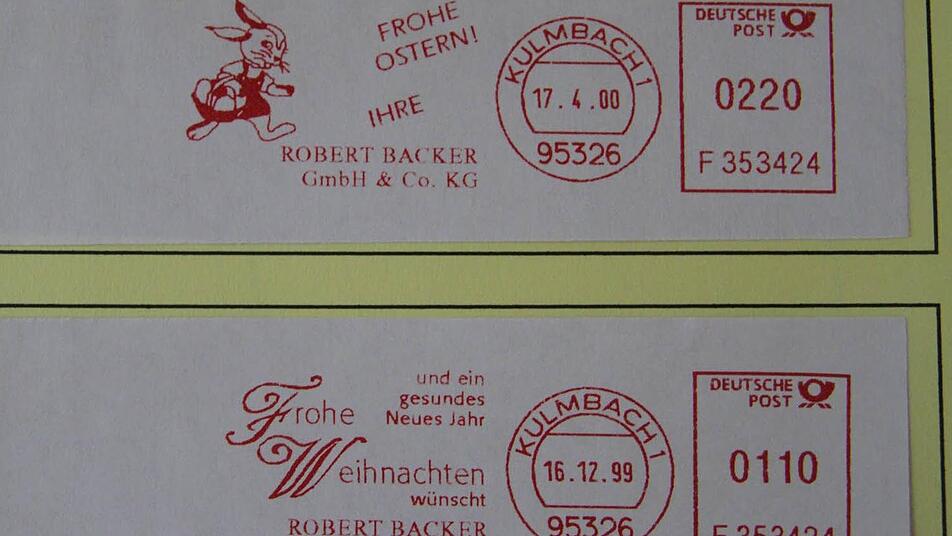 FROHE
OSTERN!
IHRE
ROBERT BACKER
GmbH & Co. KG
KULMBACH 1
17.4.00
95326
DEUTSCHE
POST
0220
F 353424
und ein
gesundes
Neues Jahr
Frohe
Weihnachten
wünscht
ROBERT BACKER
KULMBACH 1
16.12.99
95326
DEUTSCHE
POST
0110
F 353424